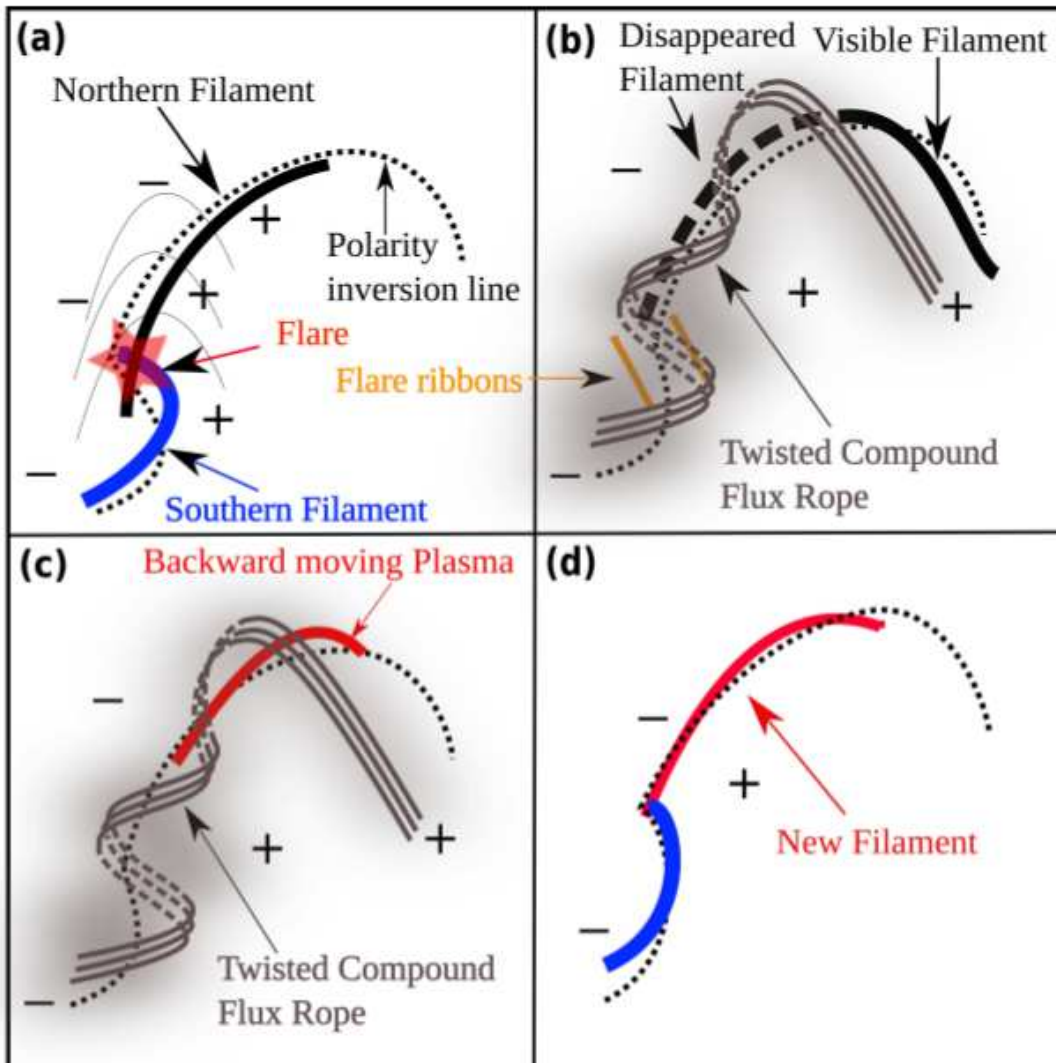 (a)
Northern Filament
−
+
Polarity
inversion line
−
+
Flare
+
−
Southern Filament
(b)
Disappeared
Filament
Visible Filament
−
+
+
Flare ribbons
Twisted Compound
Flux Rope
−
(c)
Backward moving Plasma
−
+
+
Twisted Compound
Flux Rope
−
(d)
−
+
New Filament
−